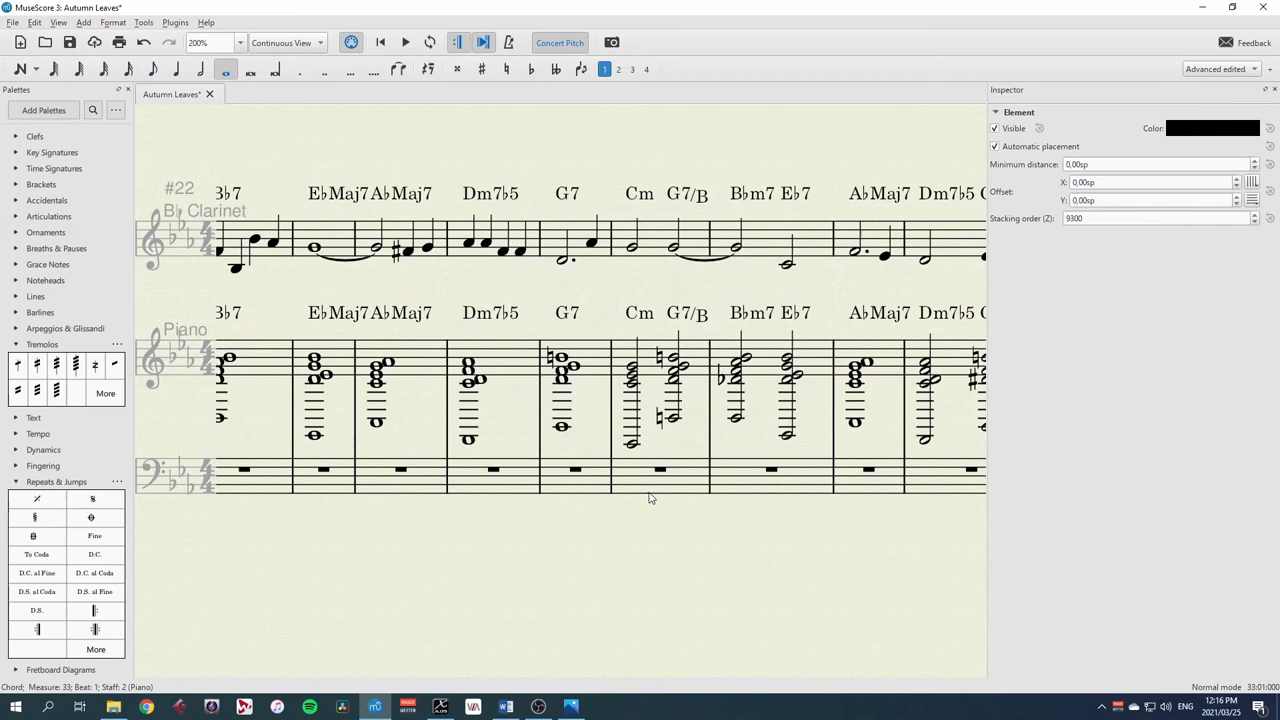 MuseScore 3: Autumn Leaves*
File Edit View Add Format Tools Plugins Help
200% Continuous View Concert Pitch Feedback
1 2 3 4 Advanced edited
Palettes
Autumn Leaves*
Inspector
Add Palettes
Element
Clefs
Visible Color:
Key Signatures
Automatic placement
Time Signatures
Minimum distance: 0,00sp
Brackets
X: 0,00sp
Offset:
#22 B♭7 E♭Maj7 A♭Maj7 Dm7♭5 G7 Cm G7/B B♭m7 E♭7 A♭Maj7 Dm7♭5
Accidentals
Y: 0,00sp
B♭ Clarinet
Articulations
Stacking order (Z): 9300
Ornaments
Breaths & Pauses
Grace Notes
Noteheads
Lines
Barlines
B♭7 E♭Maj7 A♭Maj7 Dm7♭5 G7 Cm G7/B B♭m7 E♭7 A♭Maj7 Dm7♭5
Arpeggios & Glissandi
Piano
Tremolos
More
Text
Tempo
Dynamics
Fingering
Repeats & Jumps
Fine
To Coda D.C.
D.C. al Fine D.C. al Coda
D.S. al Coda D.S. al Fine
D.S.
More
Fretboard Diagrams
Chord; Measure: 33; Beat: 1; Staff: 2 (Piano) Normal mode 33:01:000
ENG 12:16 PM
2021/03/25